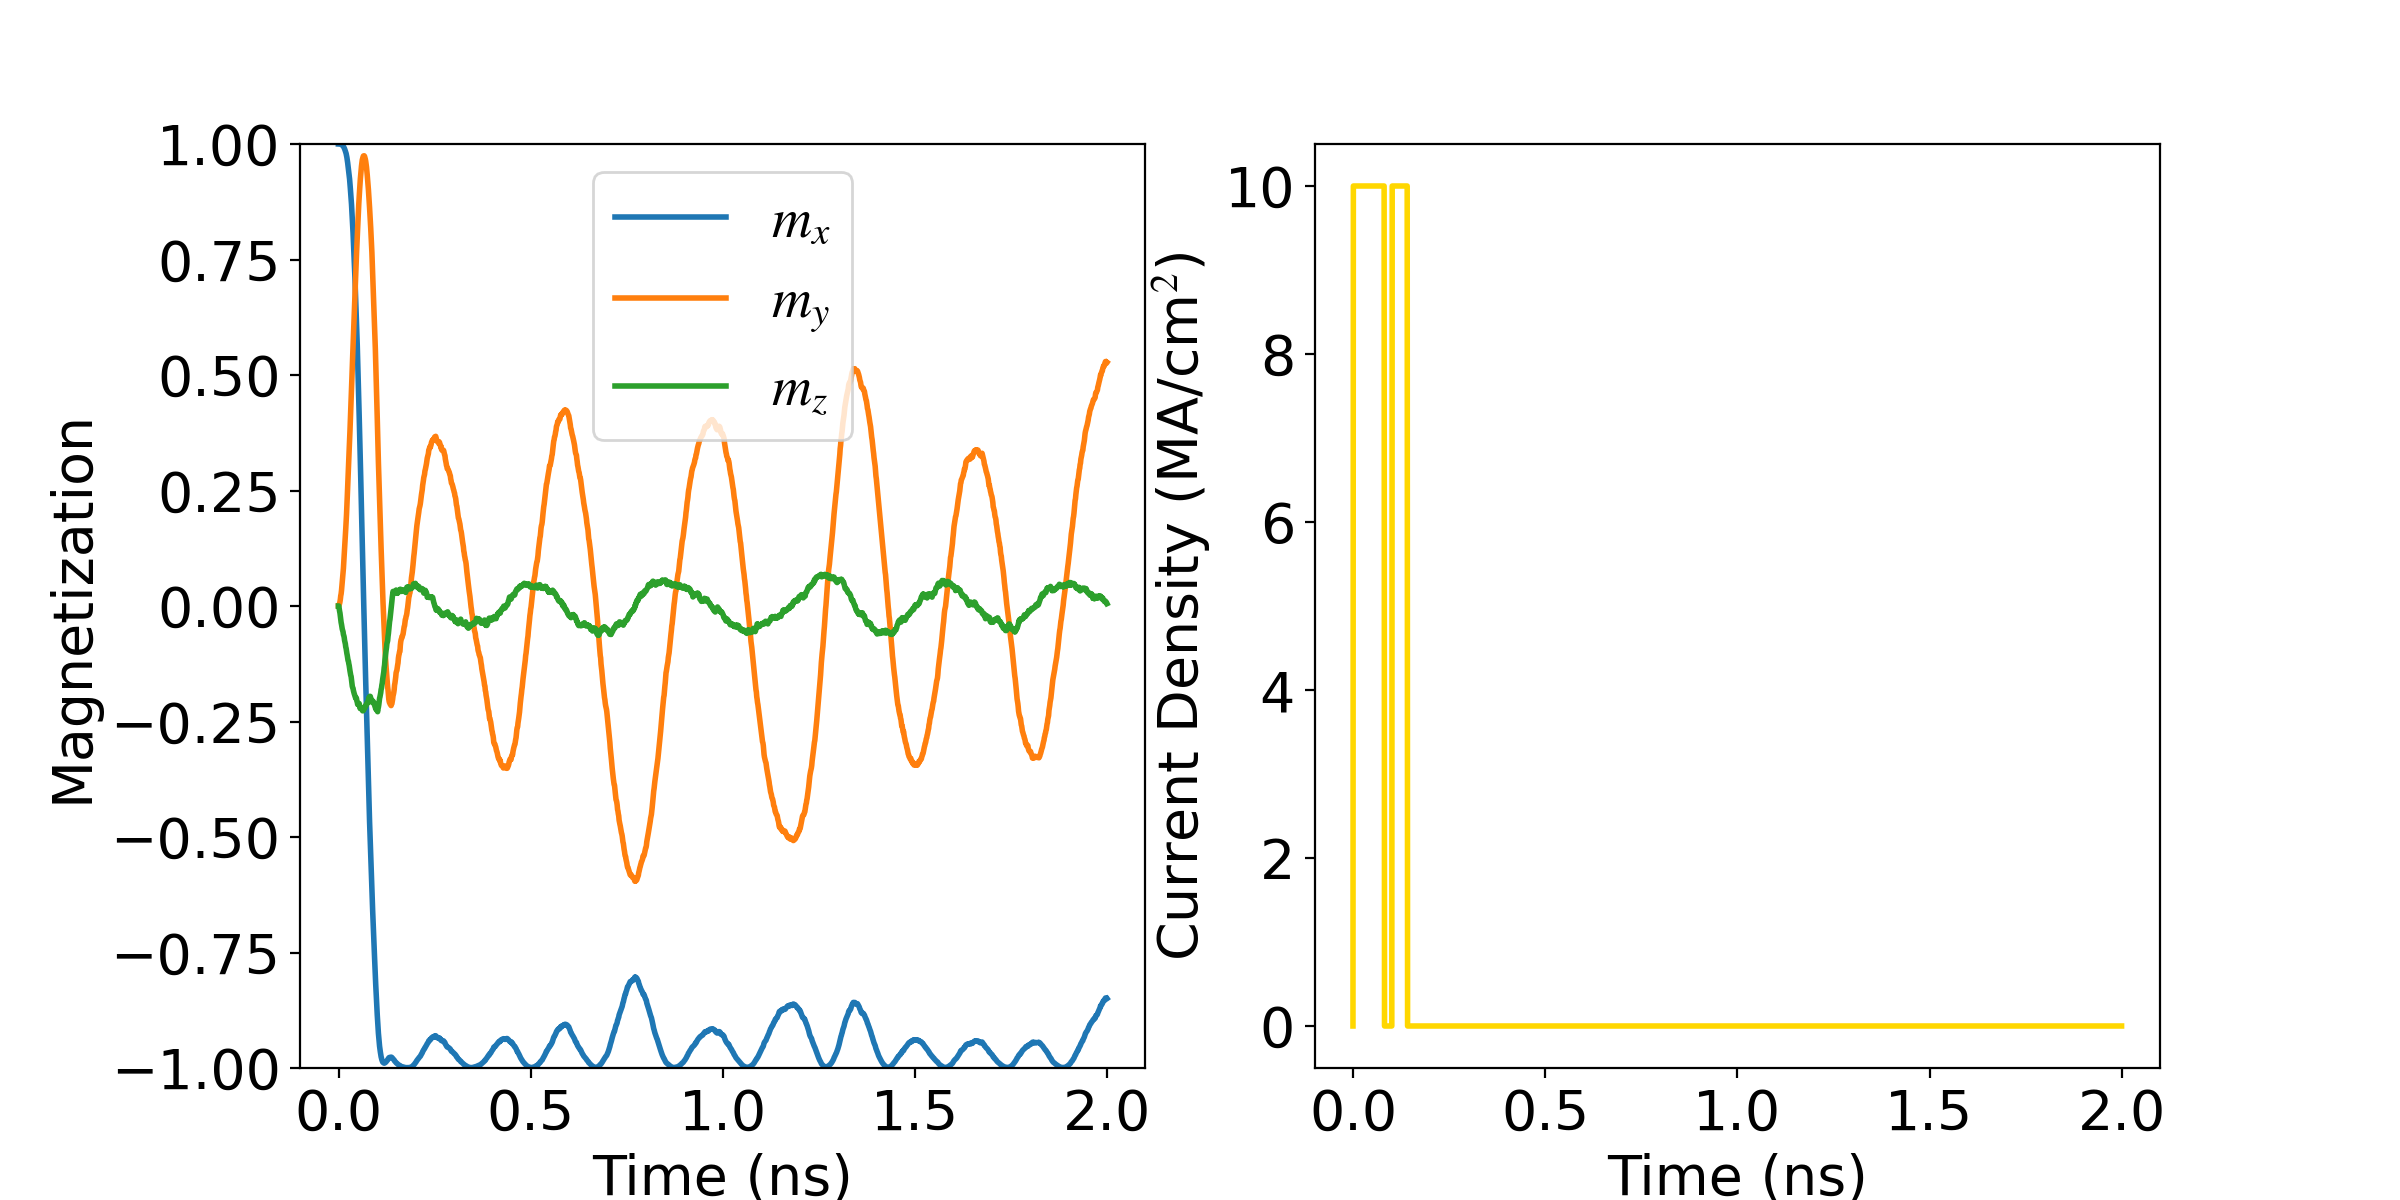 1.00
0.75
0.50
0.25
0.00
−0.25
−0.50
−0.75
−1.00
Magnetization
0.0 0.5 1.0 1.5 2.0
Time (ns)
m_x
m_y
m_z
10
8
6
4
2
0
Current Density (MA/cm²)
0.0 0.5 1.0 1.5 2.0
Time (ns)